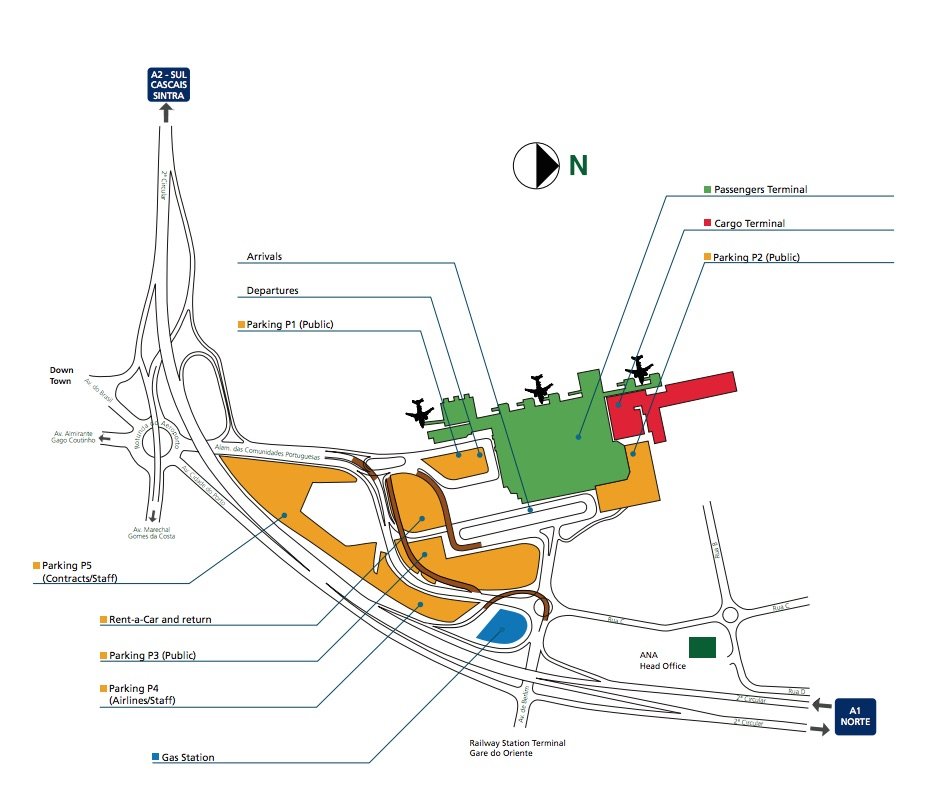 A2 - SUL
CASCAIS
SINTRA
N
2ª Circular
Passengers Terminal
Cargo Terminal
Parking P2 (Public)
Arrivals
Departures
Parking P1 (Public)
Down
Town
Av. do Brasil
Av. Almirante
Gago Coutinho
Rotunda do Aeroporto
Alam. das Comunidades Portuguesas
Av. Cidade do Porto
Av. Marechal
Gomes da Costa
Parking P5
(Contracts/Staff)
Rent-a-Car and return
Parking P3 (Public)
Parking P4
(Airlines/Staff)
Gas Station
Rua B
Rua C
Rua C
ANA
Head Office
Rua D
2ª Circular
2ª Circular
A1
NORTE
Av. de Berlim
Railway Station Terminal
Gare do Oriente